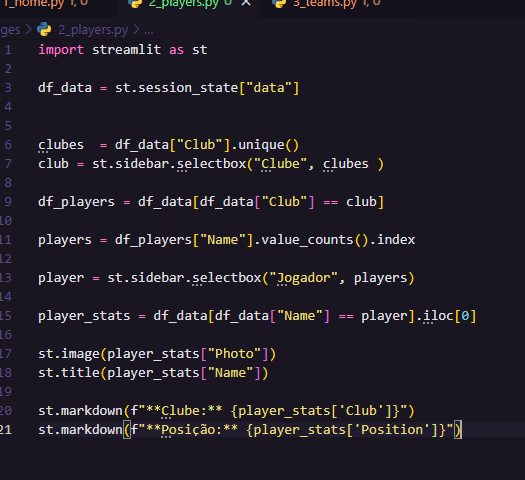 1_home.py 1, U 2_players.py U × 3_teams.py 1, U
ges > 2_players.py > ...
1 import streamlit as st
2
3 df_data = st.session_state["data"]
4
5
6 clubes  = df_data["Club"].unique()
7 club = st.sidebar.selectbox("Clube", clubes )
8
9 df_players = df_data[df_data["Club"] == club]
10
11 players = df_players["Name"].value_counts().index
12
13 player = st.sidebar.selectbox("Jogador", players)
14
15 player_stats = df_data[df_data["Name"] == player].iloc[0]
16
17 st.image(player_stats["Photo"])
18 st.title(player_stats["Name"])
19
20 st.markdown(f"**Clube:** {player_stats['Club']}")
21 st.markdown(f"**Posição:** {player_stats['Position']}")